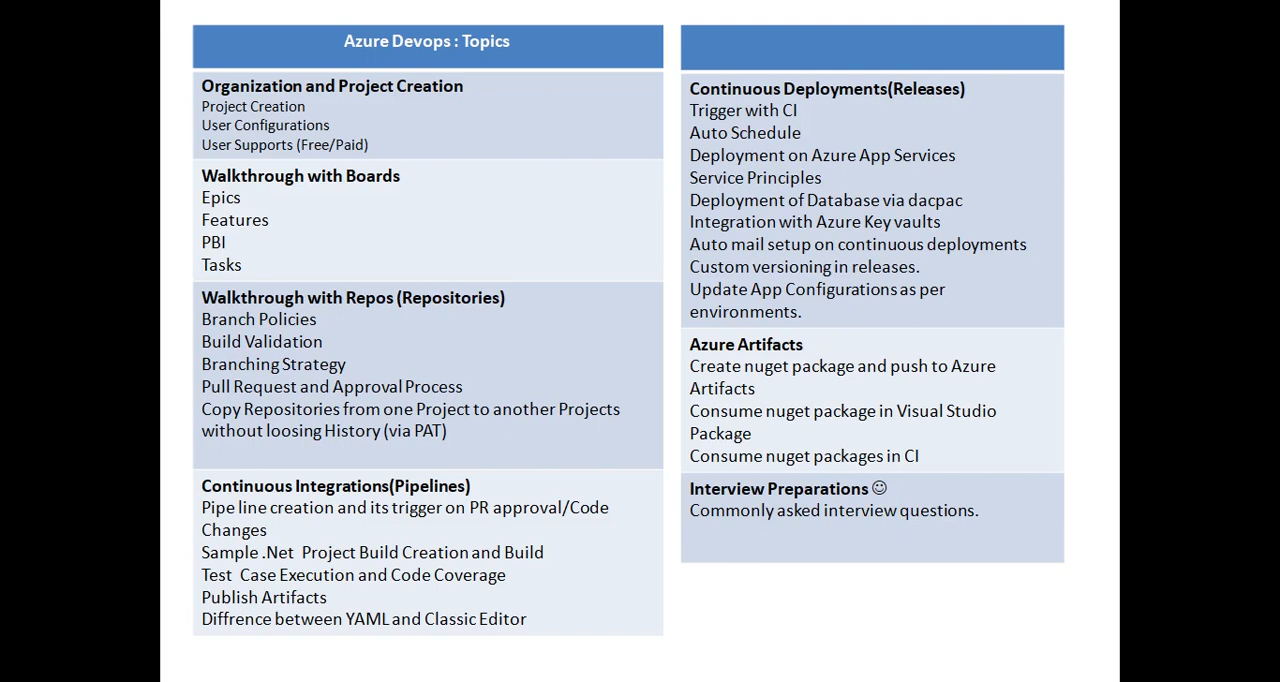 Azure Devops : Topics
Organization and Project Creation
Project Creation
User Configurations
User Supports (Free/Paid)
Walkthrough with Boards
Epics
Features
PBI
Tasks
Walkthrough with Repos (Repositories)
Branch Policies
Build Validation
Branching Strategy
Pull Request and Approval Process
Copy Repositories from one Project to another Projects
without loosing History (via PAT)
Continuous Integrations(Pipelines)
Pipe line creation and its trigger on PR approval/Code
Changes
Sample .Net Project Build Creation and Build
Test Case Execution and Code Coverage
Publish Artifacts
Diffrence between YAML and Classic Editor
Continuous Deployments(Releases)
Trigger with CI
Auto Schedule
Deployment on Azure App Services
Service Principles
Deployment of Database via dacpac
Integration with Azure Key vaults
Auto mail setup on continuous deployments
Custom versioning in releases.
Update App Configurations as per
environments.
Azure Artifacts
Create nuget package and push to Azure
Artifacts
Consume nuget package in Visual Studio
Package
Consume nuget packages in CI
Interview Preparations ☺
Commonly asked interview questions.